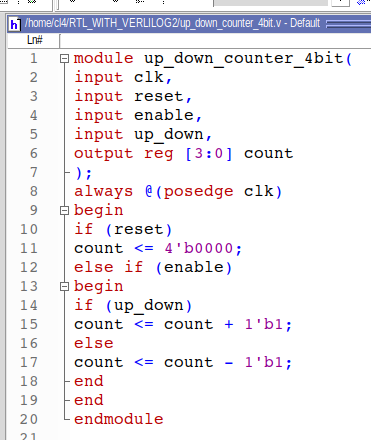 /home/cl4/RTL_WITH_VERLILOG2/up_down_counter_4bit.v - Default
Ln#
1 module up_down_counter_4bit(
2 input clk,
3 input reset,
4 input enable,
5 input up_down,
6 output reg [3:0] count
7 );
8 always @(posedge clk)
9 begin
10 if (reset)
11 count <= 4'b0000;
12 else if (enable)
13 begin
14 if (up_down)
15 count <= count + 1'b1;
16 else
17 count <= count - 1'b1;
18 end
19 end
20 endmodule
21